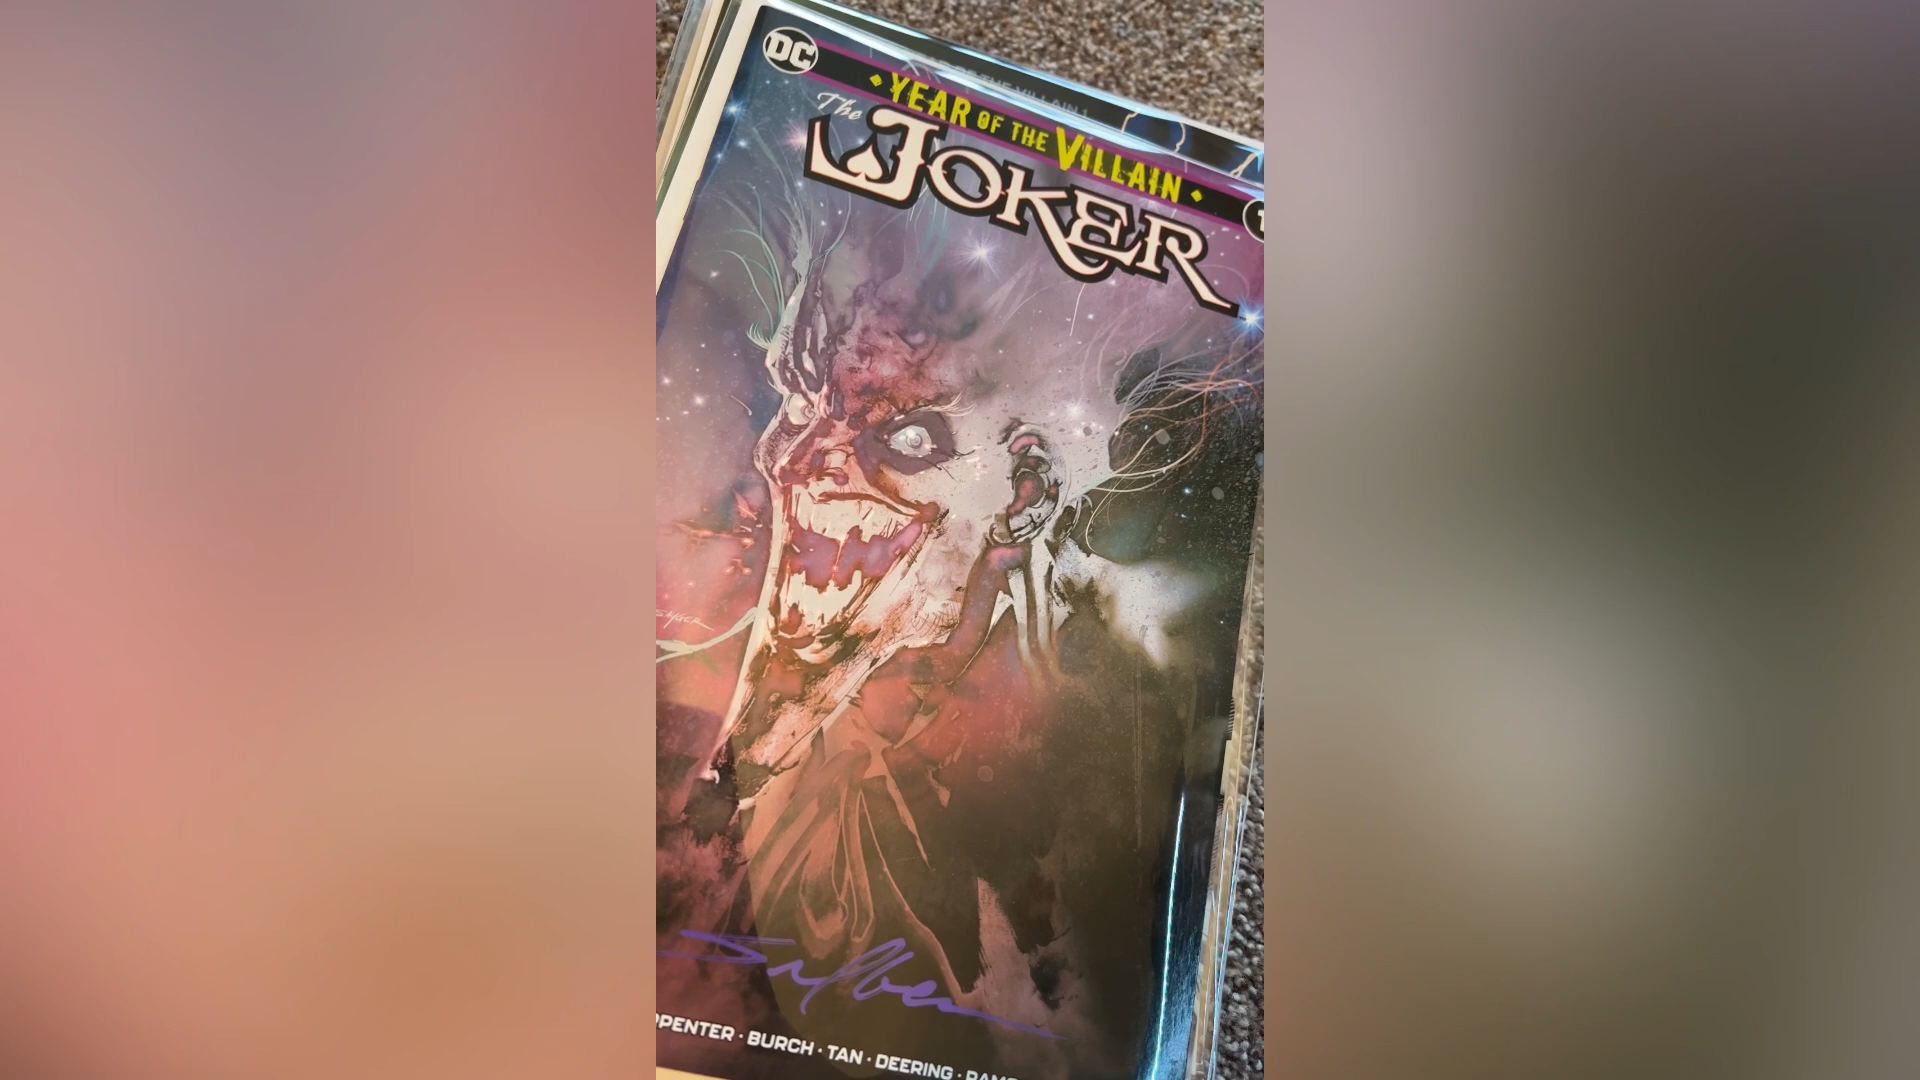 DC
YEAR OF THE VILLAIN
The
JOKER
PENTER · BURCH · TAN · DEERING